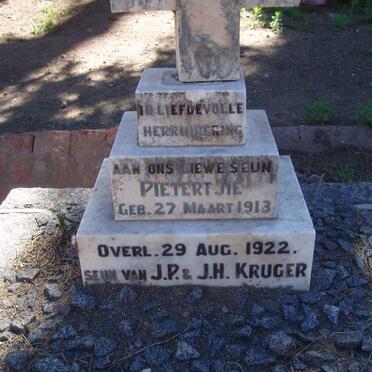 IN LIEFDEVOLLE
HERINNERING
AAN ONS LIEWE SEUN
PIETERTJIE
GEB. 27 MAART 1913
OVERL. 29 AUG. 1922.
SEUN VAN J.P. & J.H. KRUGER